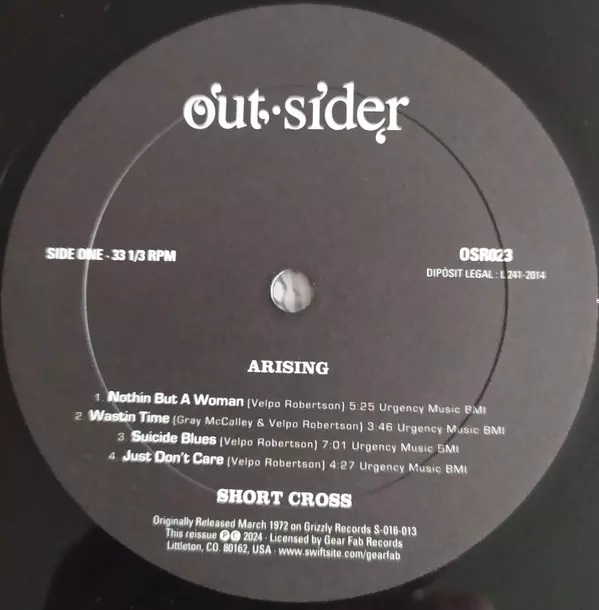 out·sider
SIDE ONE - 33 1/3 RPM
OSR023
DIPÒSIT LEGAL : L 241-2014
ARISING
1. Nothin But A Woman (Velpo Robertson) 5:25 Urgency Music BMI
2. Wastin Time (Gray McCalley & Velpo Robertson) 3:46 Urgency Music BMI
3. Suicide Blues (Velpo Robertson) 7:01 Urgency Music BMI
4. Just Don't Care (Velpo Robertson) 4:27 Urgency Music BMI
SHORT CROSS
Originally Released March 1972 on Grizzly Records S-016-013
This reissue ℗ © 2024 · Licensed by Gear Fab Records
Littleton, CO. 80162, USA · www.swiftsite.com/gearfab